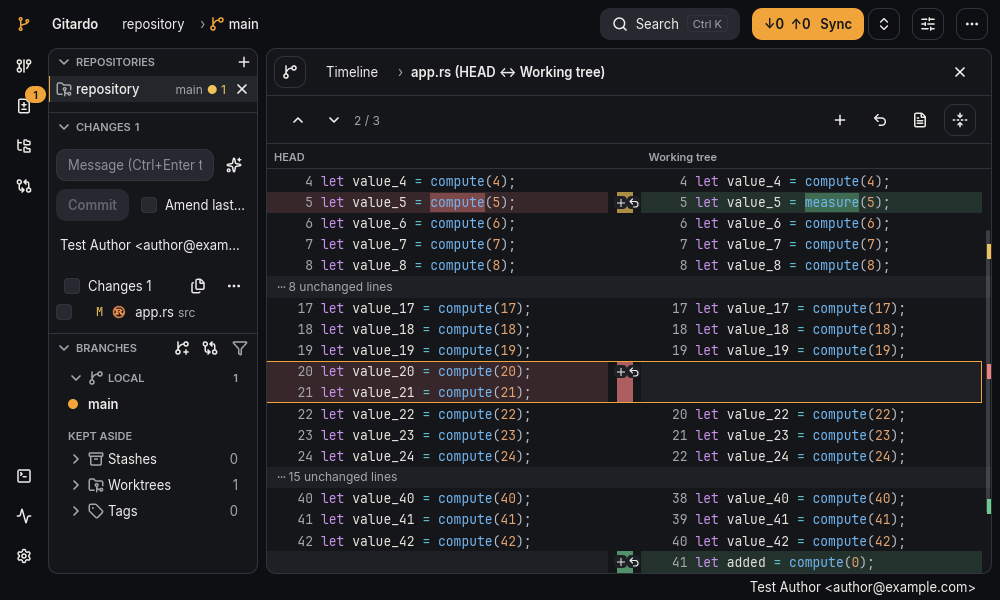 Gitardo repository › main Search Ctrl K ↓0 ↑0 Sync
REPOSITORIES
repository main 1
1
CHANGES 1
Message (Ctrl+Enter t
Commit Amend last...
Test Author <author@exam...
Changes 1
M app.rs src
BRANCHES
LOCAL 1
main
KEPT ASIDE
Stashes 0
Worktrees 1
Tags 0
Timeline › app.rs (HEAD ↔ Working tree)
2 / 3
HEAD Working tree
4 let value_4 = compute(4); 4 let value_4 = compute(4);
5 let value_5 = compute(5); 5 let value_5 = measure(5);
6 let value_6 = compute(6); 6 let value_6 = compute(6);
7 let value_7 = compute(7); 7 let value_7 = compute(7);
8 let value_8 = compute(8); 8 let value_8 = compute(8);
··· 8 unchanged lines
17 let value_17 = compute(17); 17 let value_17 = compute(17);
18 let value_18 = compute(18); 18 let value_18 = compute(18);
19 let value_19 = compute(19); 19 let value_19 = compute(19);
20 let value_20 = compute(20);
21 let value_21 = compute(21);
22 let value_22 = compute(22); 20 let value_22 = compute(22);
23 let value_23 = compute(23); 21 let value_23 = compute(23);
24 let value_24 = compute(24); 22 let value_24 = compute(24);
··· 15 unchanged lines
40 let value_40 = compute(40); 38 let value_40 = compute(40);
41 let value_41 = compute(41); 39 let value_41 = compute(41);
42 let value_42 = compute(42); 40 let value_42 = compute(42);
41 let added = compute(0);
Test Author <author@example.com>